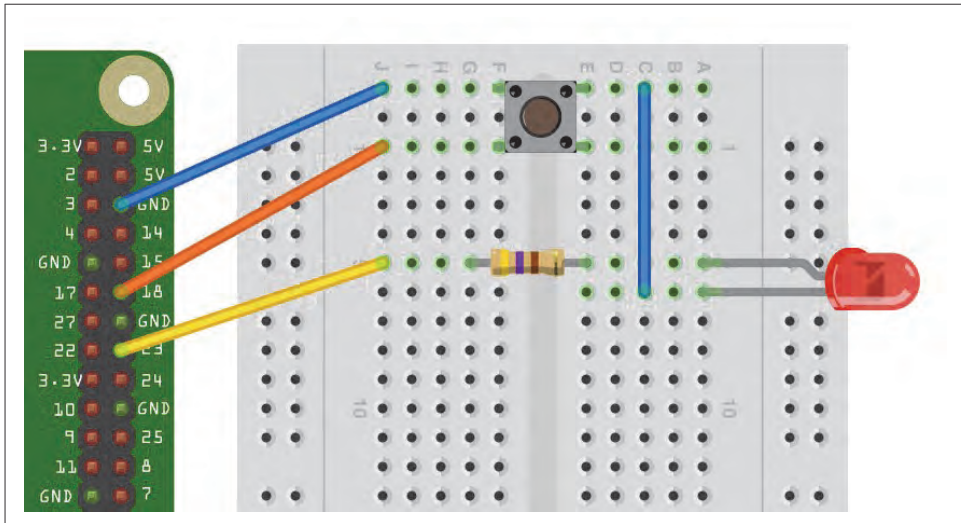 J I H G F E D C B A
3.3V 5V
1
2 5V
3 GND
4 14
GND 15
17 18
27 GND
22 23
3.3V 24
10 GND
10 10
9 25
11 8
GND 7